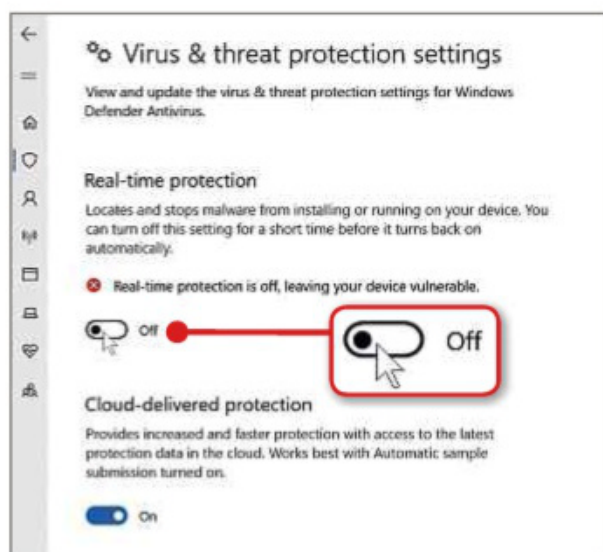 Virus & threat protection settings
View and update the virus & threat protection settings for Windows
Defender Antivirus.
Real-time protection
Locates and stops malware from installing or running on your device. You
can turn off this setting for a short time before it turns back on
automatically.
Real-time protection is off, leaving your device vulnerable.
Off
Off
Cloud-delivered protection
Provides increased and faster protection with access to the latest
protection data in the cloud. Works best with Automatic sample
submission turned on.
On